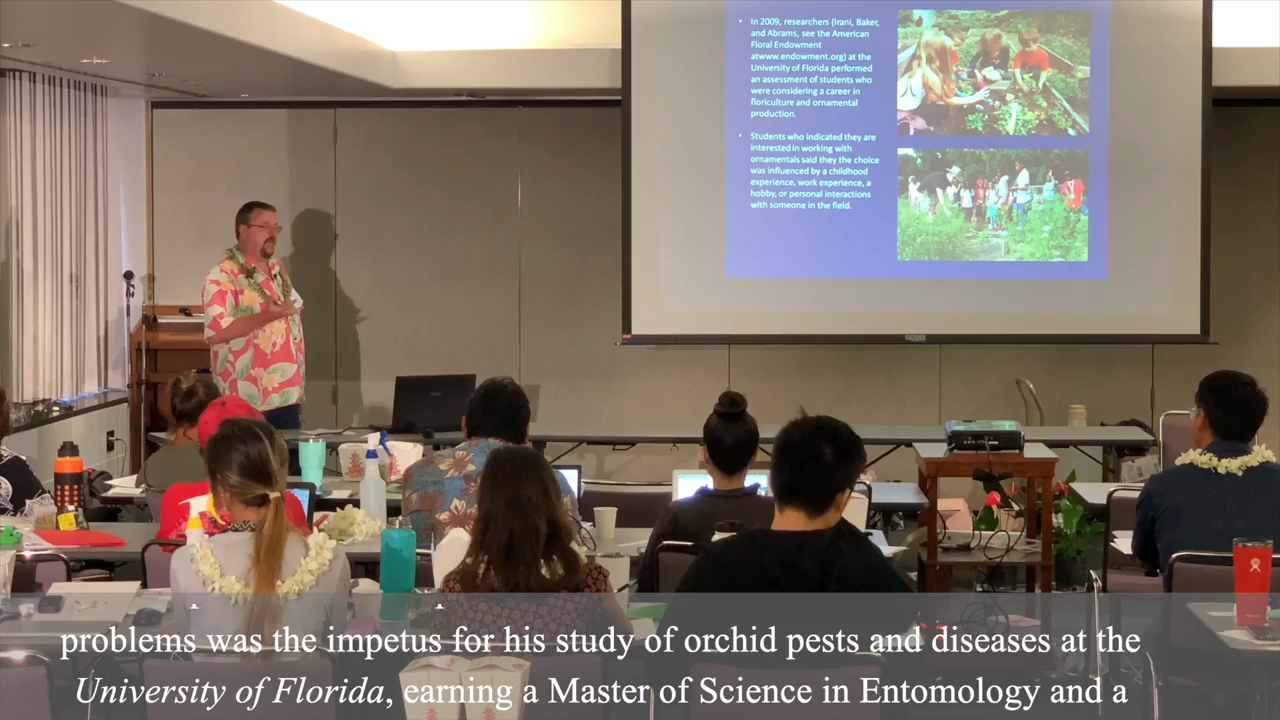 • In 2009, researchers (Irani, Baker,
and Abrams, see the American
Floral Endowment
atwww.endowment.org) at the
University of Florida performed
an assessment of students who
were considering a career in
floriculture and ornamental
production.
• Students who indicated they are
interested in working with
ornamentals said they the choice
was influenced by a childhood
experience, work experience, a
hobby, or personal interactions
with someone in the field.
problems was the impetus for his study of orchid pests and diseases at the
University of Florida, earning a Master of Science in Entomology and a